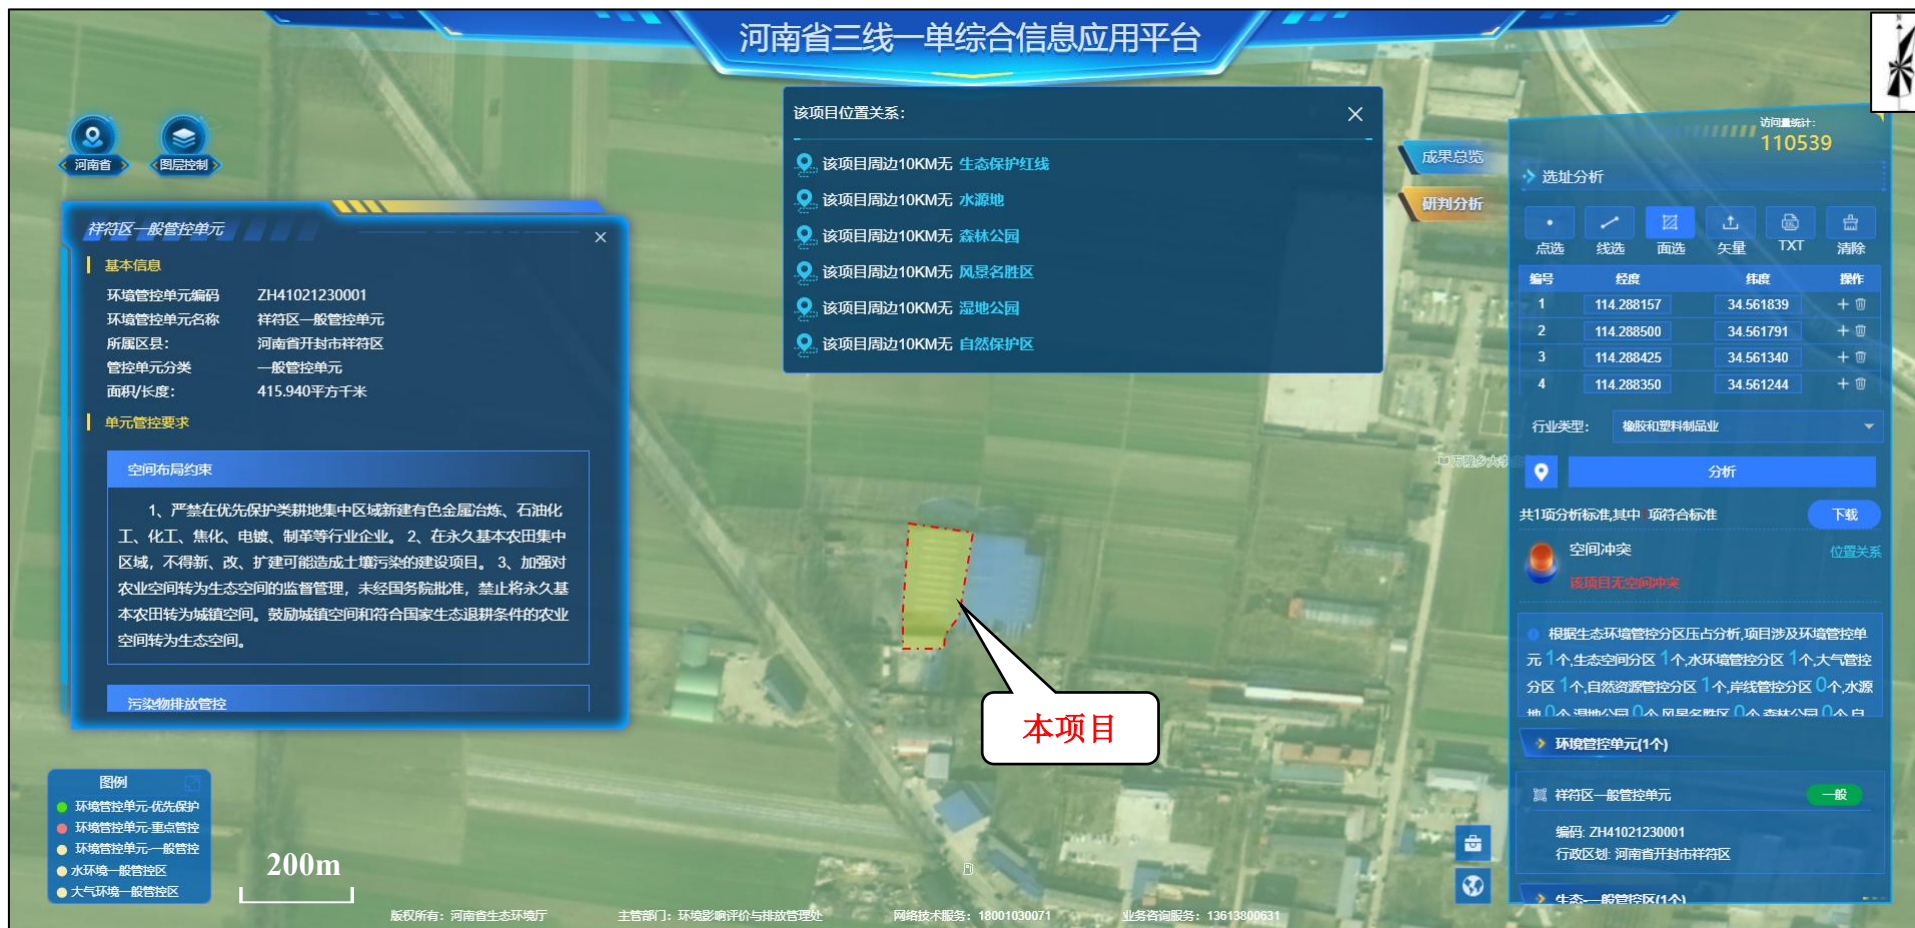 河南省三线一单综合信息应用平台
N
河南省
图层控制
祥符区一般管控单元
基本信息
环境管控单元编码 ZH41021230001
环境管控单元名称 祥符区一般管控单元
所属区县: 河南省开封市祥符区
管控单元分类 一般管控单元
面积/长度: 415.940平方千米
单元管控要求
空间布局约束
1、严禁在优先保护类耕地集中区域新建有色金属冶炼、石油化
工、化工、焦化、电镀、制革等行业企业。 2、在永久基本农田集中
区域，不得新、改、扩建可能造成土壤污染的建设项目。 3、加强对
农业空间转为生态空间的监督管理，未经国务院批准，禁止将永久基
本农田转为城镇空间。鼓励城镇空间和符合国家生态退耕条件的农业
空间转为生态空间。
污染物排放管控
图例
环境管控单元-优先保护
环境管控单元-重点管控
环境管控单元-一般管控
水环境一般管控区
大气环境一般管控区
200m
该项目位置关系:
该项目周边10KM无 生态保护红线
该项目周边10KM无 水源地
该项目周边10KM无 森林公园
该项目周边10KM无 风景名胜区
该项目周边10KM无 湿地公园
该项目周边10KM无 自然保护区
本项目
成果总览
研判分析
访问量统计:
110539
选址分析
点选 线选 面选 矢量 TXT 清除
编号 经度 纬度 操作
1 114.288157 34.561839
2 114.288500 34.561791
3 114.288425 34.561340
4 114.288350 34.561244
行业类型: 橡胶和塑料制品业
分析
共1项分析标准,其中 项符合标准
下载
空间冲突
位置关系
该项目无空间冲突
根据生态环境管控分区压占分析,项目涉及环境管控单
元 1个,生态空间分区 1个,水环境管控分区 1个,大气管控
分区 1个,自然资源管控分区 1个,岸线管控分区 0个,水源
地 0个,湿地公园 0个,风景名胜区 0个,森林公园 0个,自
环境管控单元(1个)
祥符区一般管控单元
一般
编码: ZH41021230001
行政区划: 河南省开封市祥符区
生态-一般管控区(1个)
版权所有: 河南省生态环境厅 主管部门: 环境影响评价与排放管理处 网络技术服务: 18001030071 业务咨询服务: 13613800631